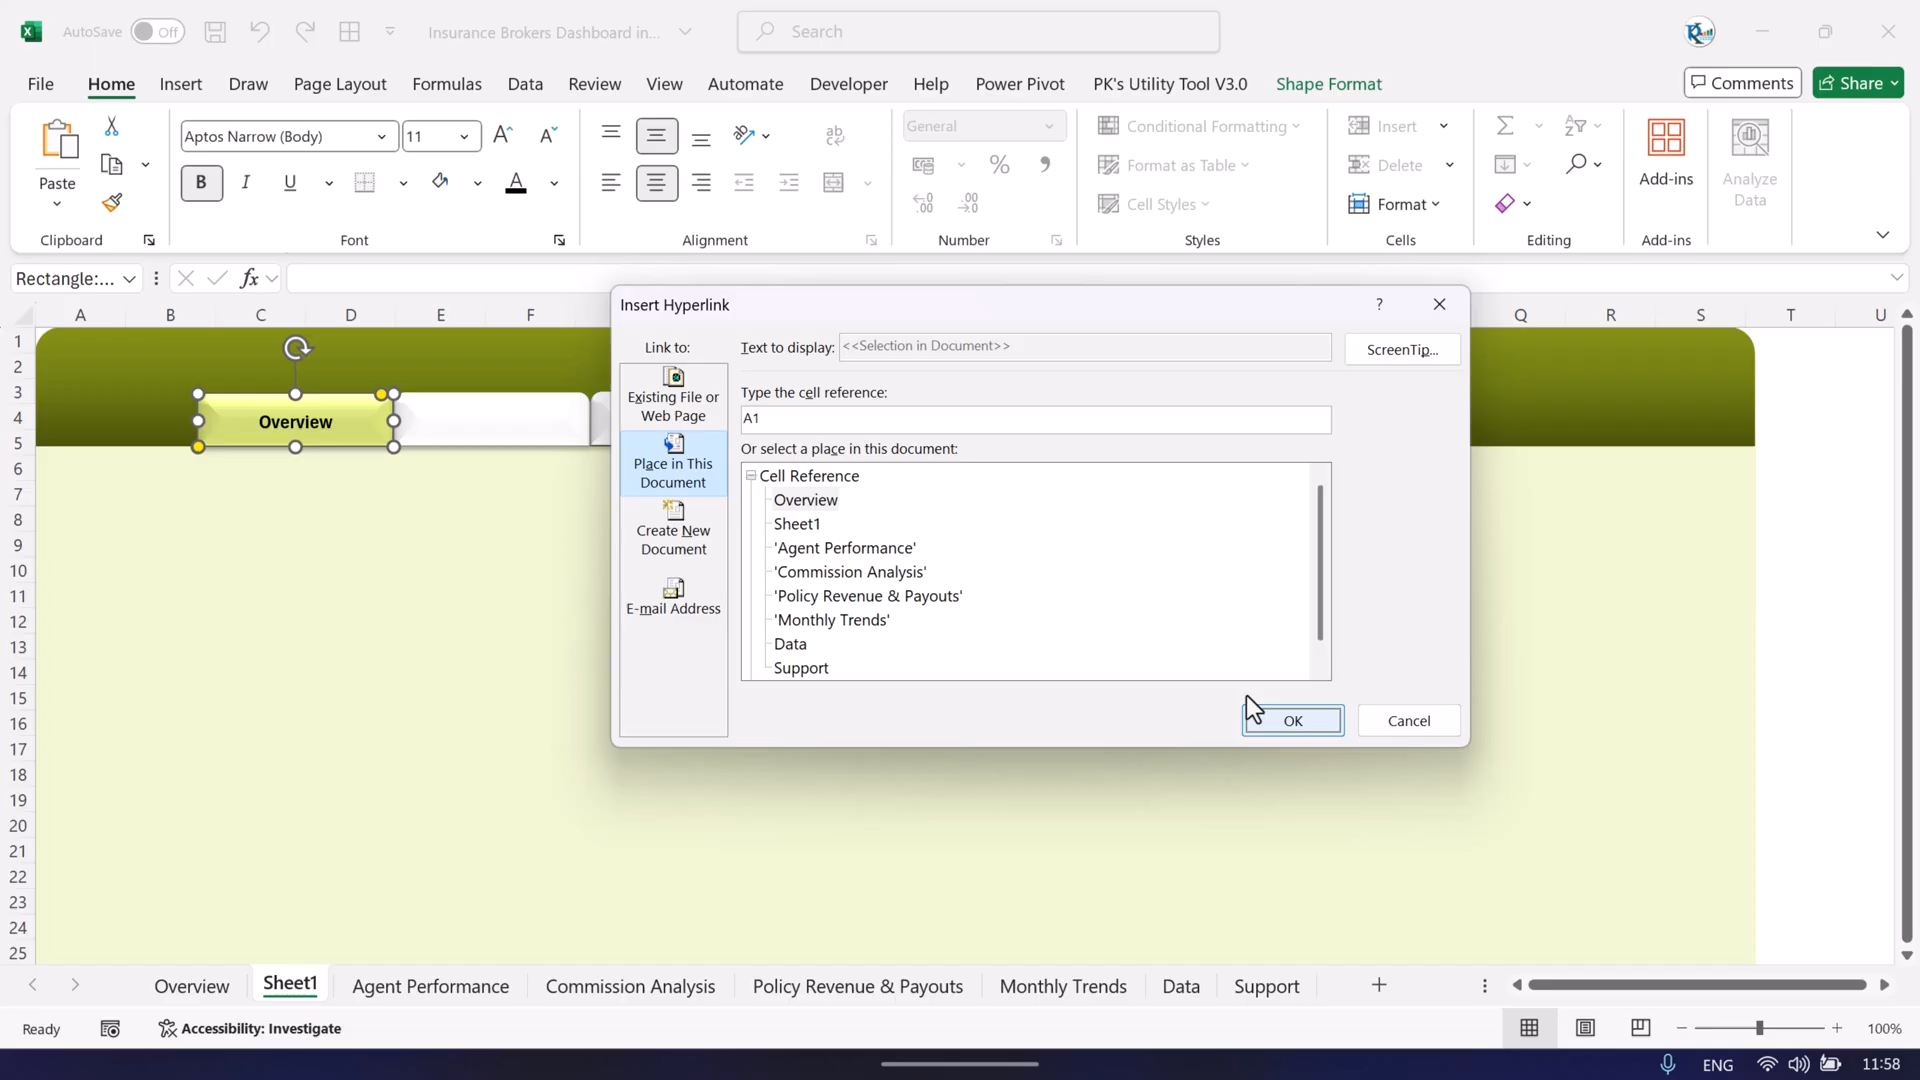 AutoSave Off Insurance Brokers Dashboard in... Search
File Home Insert Draw Page Layout Formulas Data Review View Automate Developer Help Power Pivot PK's Utility Tool V3.0 Shape Format Comments Share
Paste
Clipboard
Aptos Narrow (Body) 11
B I U A
Font
ab
Alignment
General
% 9
.00 .00
Number
Conditional Formatting
Format as Table
Cell Styles
Styles
Insert
Delete
Format
Cells
Editing
Add-ins
Add-ins
Analyze
Data
Rectangle:... fx
A B C D E F Q R S T U
1
2
3
4
5
6
7
8
9
10
11
12
13
14
15
16
17
18
19
20
21
22
23
24
25
Overview
Insert Hyperlink ?
Link to:
Existing File or
Web Page
Place in This
Document
Create New
Document
E-mail Address
Text to display: <<Selection in Document>> ScreenTip...
Type the cell reference:
A1
Or select a place in this document:
Cell Reference
Overview
Sheet1
'Agent Performance'
'Commission Analysis'
'Policy Revenue & Payouts'
'Monthly Trends'
Data
Support
OK Cancel
Overview Sheet1 Agent Performance Commission Analysis Policy Revenue & Payouts Monthly Trends Data Support
Ready Accessibility: Investigate 100%
ENG 11:58